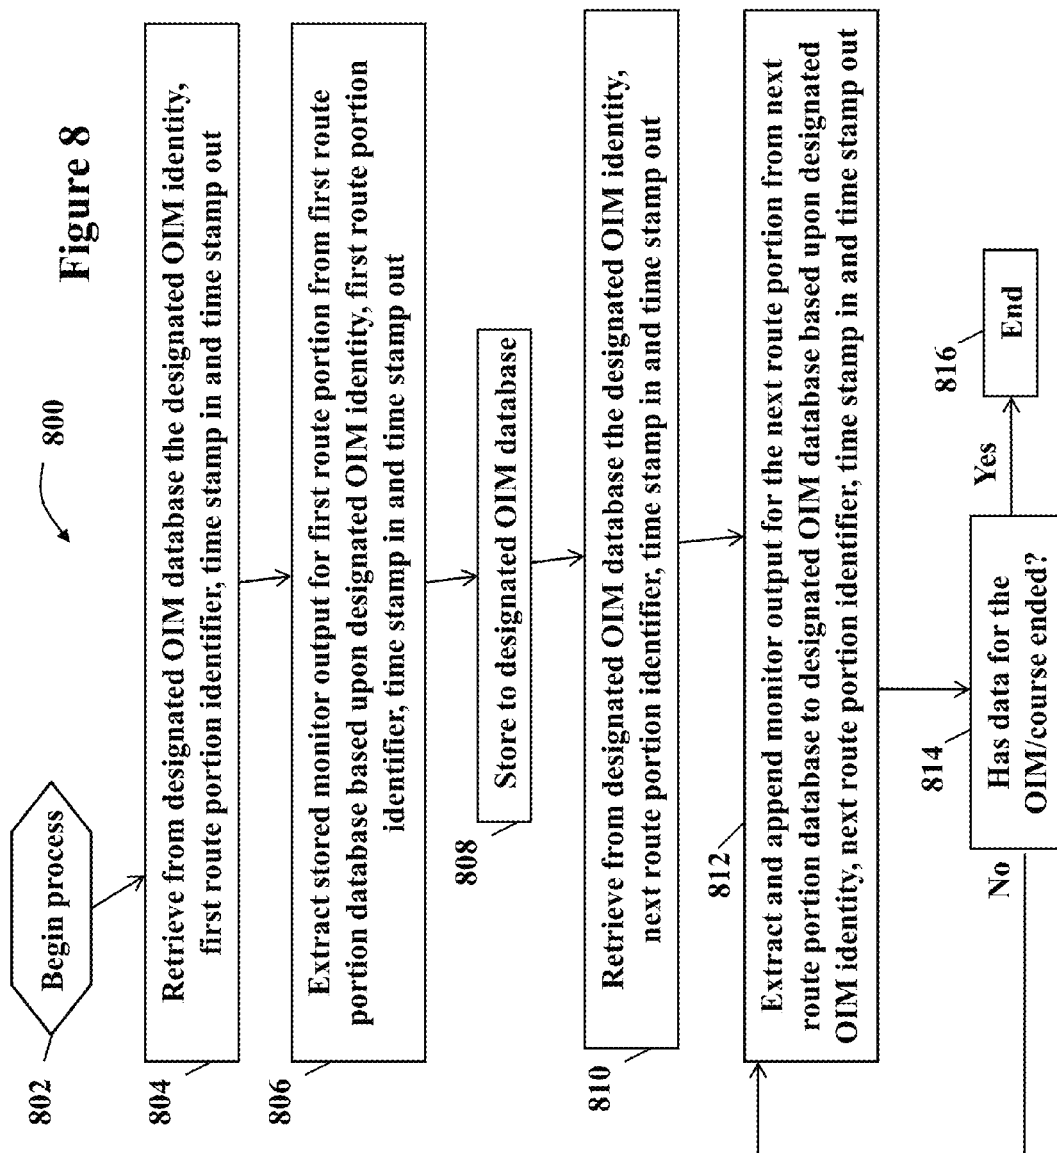 Figure 8
800
802
Begin process
804
Retrieve from designated OIM database the designated OIM identity,
first route portion identifier, time stamp in and time stamp out
806
Extract stored monitor output for first route portion from first route
portion database based upon designated OIM identity, first route portion
identifier, time stamp in and time stamp out
808
Store to designated OIM database
810
Retrieve from designated OIM database the designated OIM identity,
next route portion identifier, time stamp in and time stamp out
812
Extract and append monitor output for the next route portion from next
route portion database to designated OIM database based upon designated
OIM identity, next route portion identifier, time stamp in and time stamp out
814
Has data for the
OIM/course ended?
No
Yes
816
End